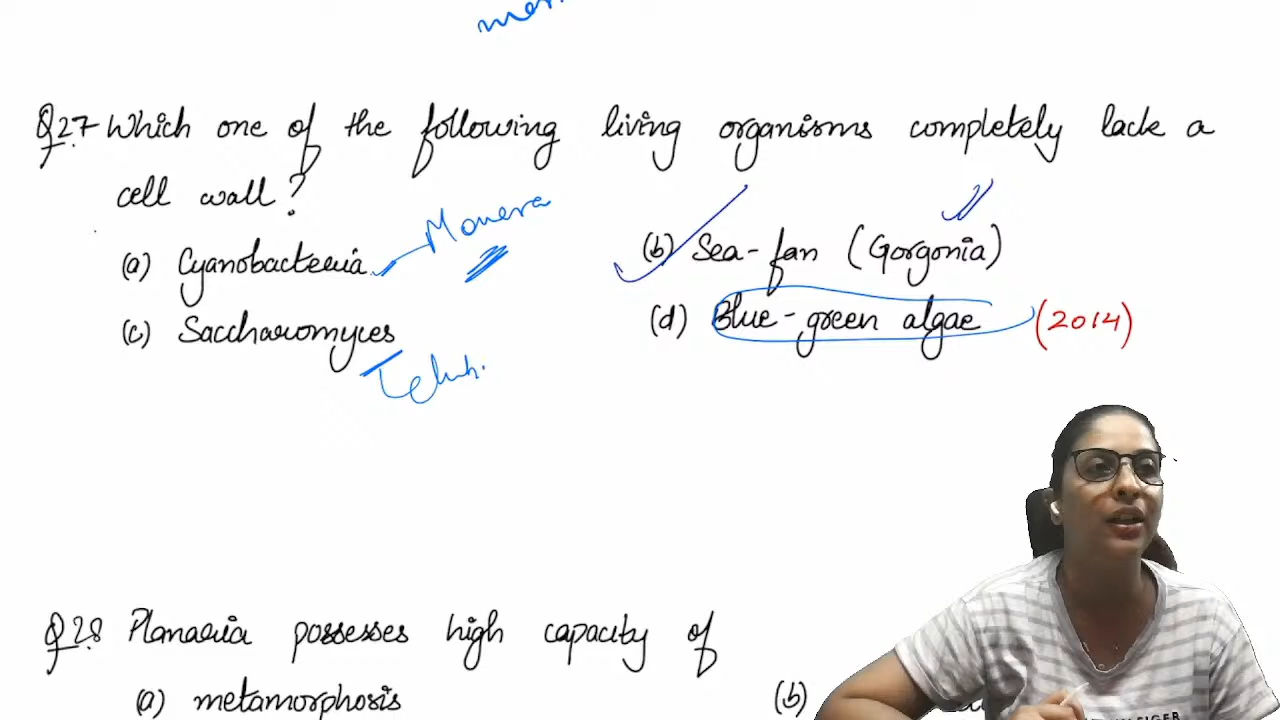 Q27. Which one of the following living organisms completely lack a
cell wall?
(a) Cyanobacteria
Monera
(b) Sea-fan (Gorgonia)
(c) Saccharomyces
(d) Blue-green algae (2014)
Q28. Planaria possesses high capacity of
(a) metamorphosis
(b)